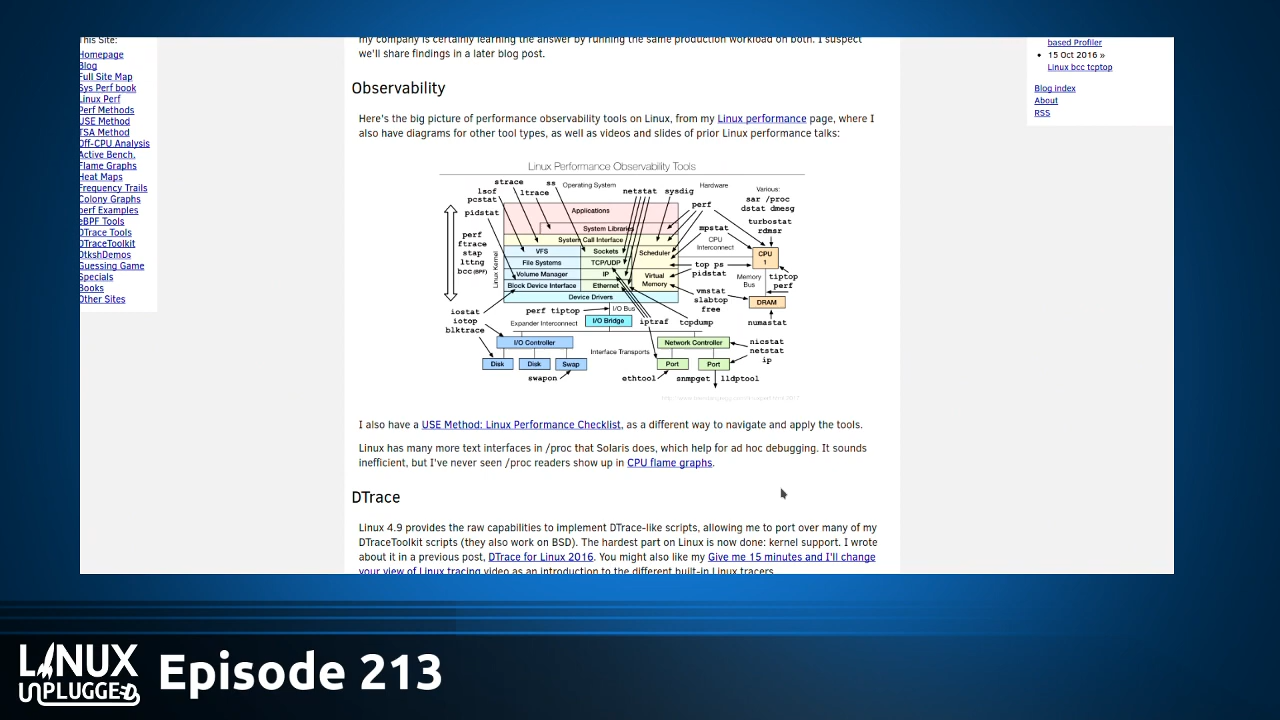 This Site:
Homepage
Blog
Full Site Map
Sys Perf book
Linux Perf
Perf Methods
USE Method
TSA Method
Off-CPU Analysis
Active Bench.
Flame Graphs
Heat Maps
Frequency Trails
Colony Graphs
perf Examples
eBPF Tools
DTrace Tools
DTraceToolkit
DtkshDemos
Guessing Game
Specials
Books
Other Sites
my company is certainly learning the answer by running the same production workload on both. I suspect
we'll share findings in a later blog post.
Observability
Here's the big picture of performance observability tools on Linux, from my Linux performance page, where I
also have diagrams for other tool types, as well as videos and slides of prior Linux performance talks:
Linux Performance Observability Tools
strace ss Operating System netstat sysdig Hardware Various:
lsof ltrace
pcstat
pidstat
perf
sar /proc
dstat dmesg
turbostat
rdmsr
Applications
System Libraries
System Call Interface
mpstat
CPU
Interconnect
perf
ftrace
stap
lttng
bcc (BPF)
Linux Kernel
VFS Sockets Scheduler
File Systems TCP/UDP
Volume Manager IP Virtual
Memory
Block Device Interface Ethernet
Device Drivers
CPU
1
top ps
pidstat
Memory
Bus
tiptop
perf
vmstat
slabtop
free
DRAM
numastat
iostat
iotop
blktrace
perf tiptop I/O Bus
Expander Interconnect I/O Bridge iptraf tcpdump
I/O Controller Network Controller
nicstat
netstat
ip
Interface Transports
Disk Disk Swap Port Port
swapon ethtool snmpget lldptool
I also have a USE Method: Linux Performance Checklist, as a different way to navigate and apply the tools.
Linux has many more text interfaces in /proc that Solaris does, which help for ad hoc debugging. It sounds
inefficient, but I've never seen /proc readers show up in CPU flame graphs.
DTrace
Linux 4.9 provides the raw capabilities to implement DTrace-like scripts, allowing me to port over many of my
DTraceToolkit scripts (they also work on BSD). The hardest part on Linux is now done: kernel support. I wrote
about it in a previous post, DTrace for Linux 2016. You might also like my Give me 15 minutes and I'll change
your view of Linux tracing video as an introduction to the different built-in Linux tracers.
based Profiler
15 Oct 2016 »
Linux bcc tcptop
Blog index
About
RSS
LINUX
UNPLUGGED
Episode 213